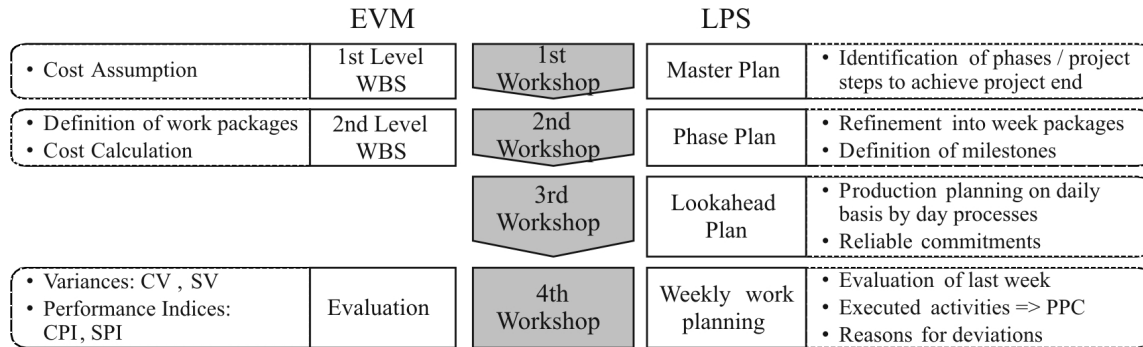 EVM
LPS
• Cost Assumption
1st Level
WBS
1st
Workshop
Master Plan
• Identification of phases / project
steps to achieve project end
• Definition of work packages
• Cost Calculation
2nd Level
WBS
2nd
Workshop
Phase Plan
• Refinement into week packages
• Definition of milestones
3rd
Workshop
Lookahead
Plan
• Production planning on daily
basis by day processes
• Reliable commitments
• Variances: CV , SV
• Performance Indices:
CPI, SPI
Evaluation
4th
Workshop
Weekly work
planning
• Evaluation of last week
• Executed activities => PPC
• Reasons for deviations